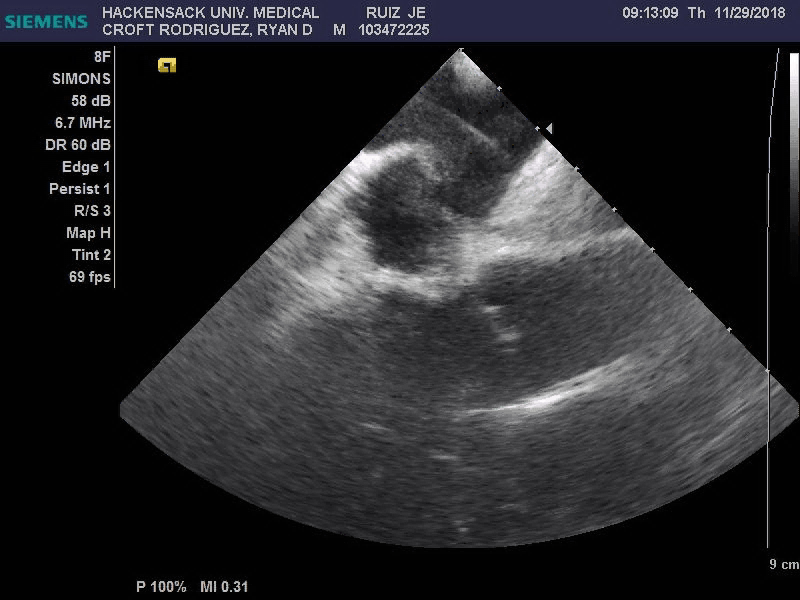 SIEMENS
HACKENSACK UNIV. MEDICAL RUIZ JE 09:13:09 Th 11/29/2018
CROFT RODRIGUEZ, RYAN D M 103472225
8F
SIMONS
58 dB
6.7 MHz
DR 60 dB
Edge 1
Persist 1
R/S 3
Map H
Tint 2
69 fps
9 cm
P 100% MI 0.31